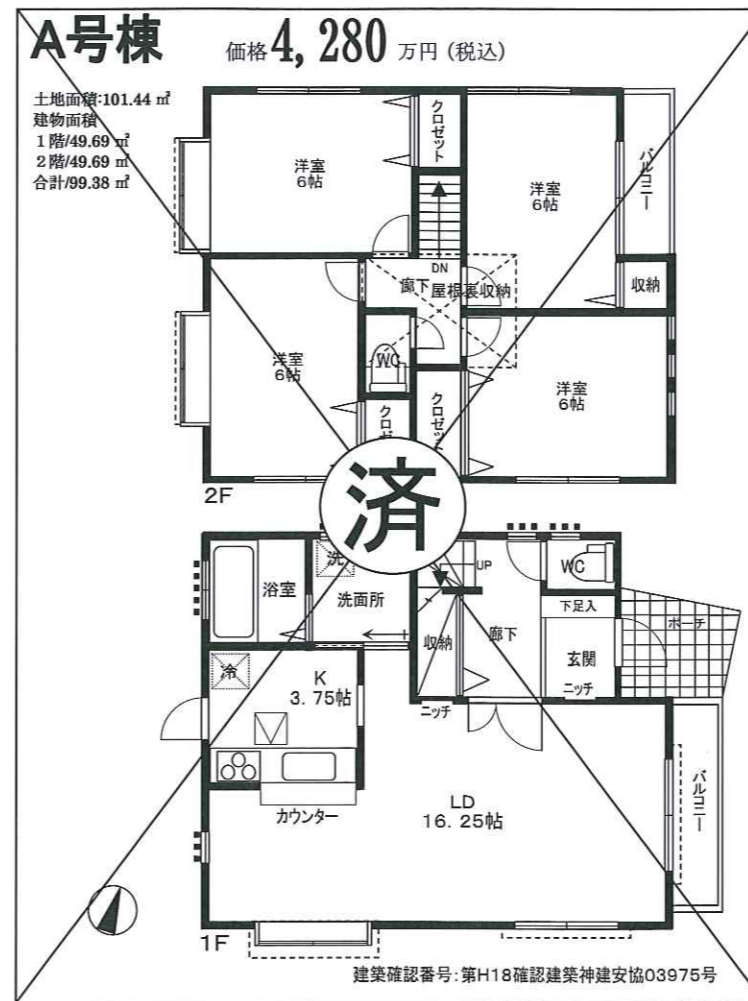 A号棟 価格4,280万円(税込)
土地面積:101.44㎡
建物面積
1階/49.69㎡
2階/49.69㎡
合計/99.38㎡
クロゼット
洋室
6帖
洋室
6帖
バルコニー
DN
廊下
屋根裏収納
収納
WC
洋室
6帖
洋室
6帖
クロゼット
クロゼ
2F
済
洗
浴室
洗面所
UP
WC
下足入
ポーチ
収納
廊下
玄関
ニッチ
ニッチ
冷
K
3.75帖
カウンター
LD
16.25帖
バルコニー
1F
建築確認番号:第H18確認建築神建安協03975号